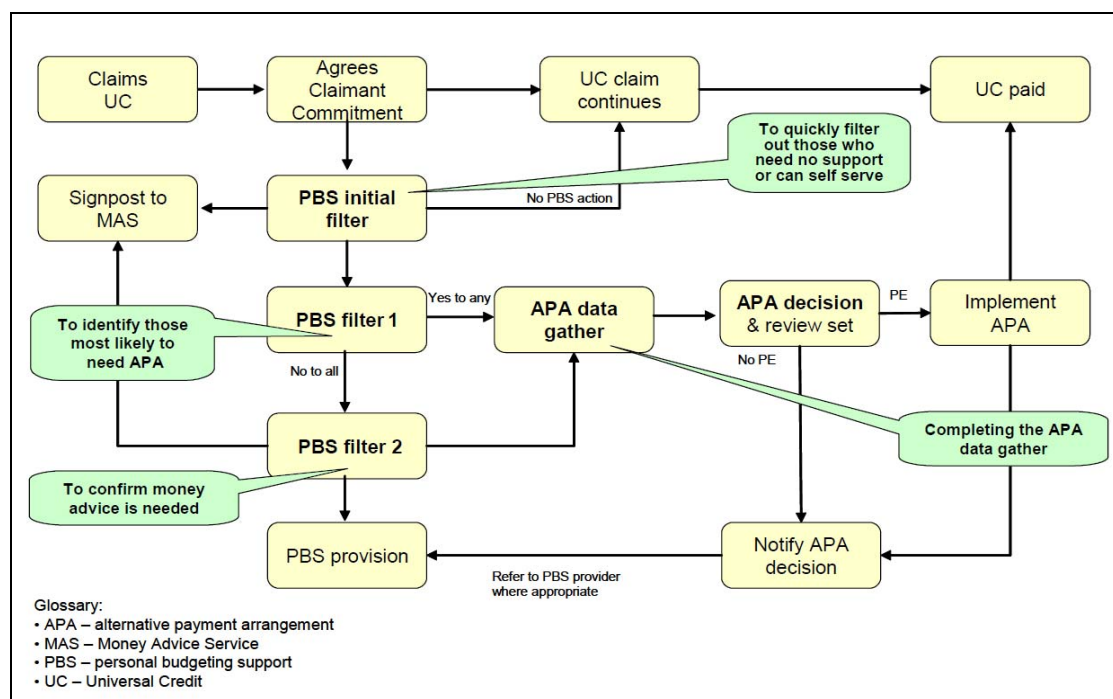 Claims
UC
Agrees
Claimant
Commitment
UC claim
continues
UC paid
To quickly filter
out those who
need no support
or can self serve
Signpost to
MAS
PBS initial
filter
No PBS action
To identify those
most likely to
need APA
PBS filter 1
Yes to any
APA data
gather
APA decision
& review set
PE
Implement
APA
No to all
No PE
PBS filter 2
Completing the APA
data gather
To confirm money
advice is needed
PBS provision
Refer to PBS provider
where appropriate
Notify APA
decision
Glossary:
• APA – alternative payment arrangement
• MAS – Money Advice Service
• PBS – personal budgeting support
• UC – Universal Credit